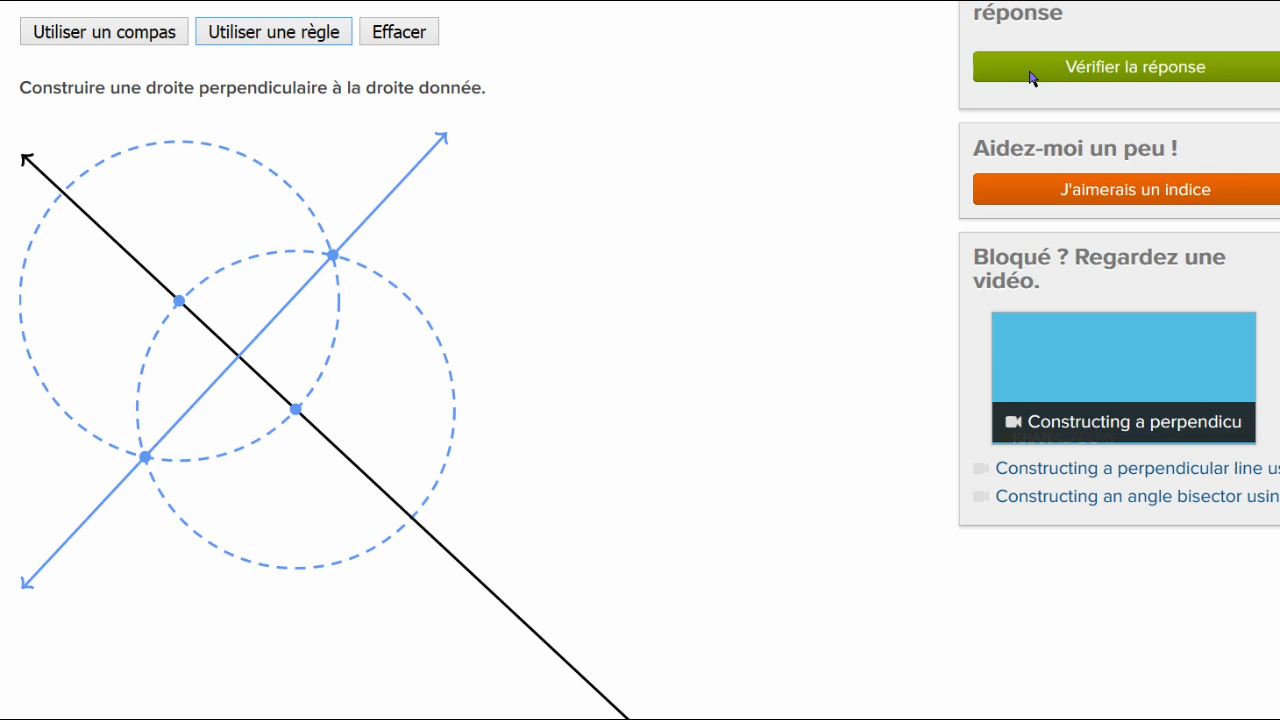 Utiliser un compas
Utiliser une règle
Effacer
Construire une droite perpendiculaire à la droite donnée.
réponse
Vérifier la réponse
Aidez-moi un peu !
J'aimerais un indice
Bloqué ? Regardez une
vidéo.
Constructing a perpendicu
Constructing a perpendicular line
Constructing an angle bisector